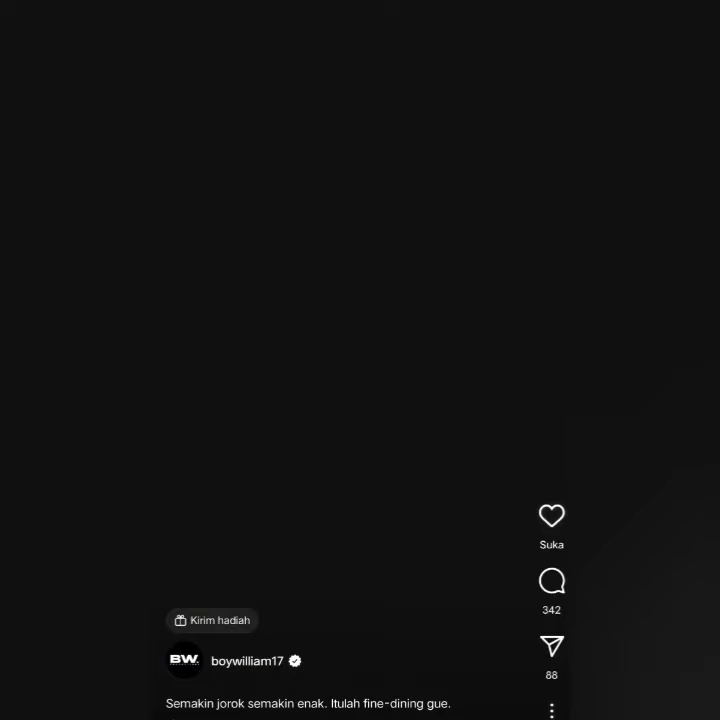 Suka
342
Kirim hadiah
88
BW.
boywilliam17
Semakin jorok semakin enak. Itulah fine-dining gue.